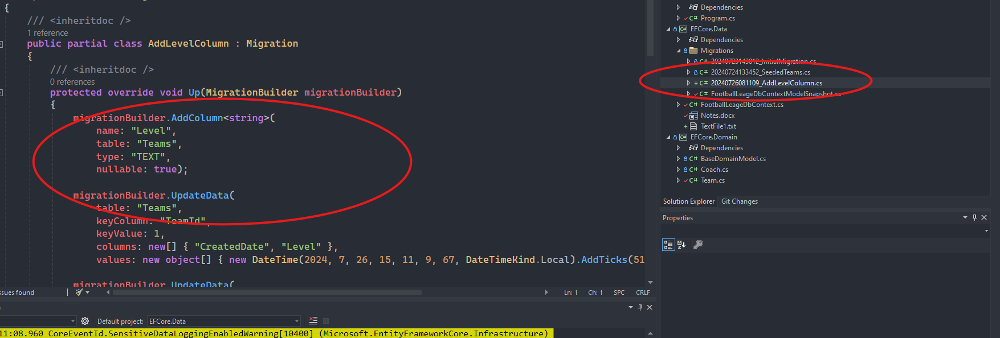 {
/// <inheritdoc />
1 reference
public partial class AddLevelColumn : Migration
{
/// <inheritdoc />
0 references
protected override void Up(MigrationBuilder migrationBuilder)
{
migrationBuilder.AddColumn<string>(
name: "Level",
table: "Teams",
type: "TEXT",
nullable: true);
migrationBuilder.UpdateData(
table: "Teams",
keyColumn: "TeamId",
keyValue: 1,
columns: new[] { "CreatedDate", "Level" },
values: new object[] { new DateTime(2024, 7, 26, 15, 11, 9, 67, DateTimeKind.Local).AddTicks(51
migrationBuilder.UpdateData(
ssues found
Ln: 1 Ch: 1 SPC CRLF
Default project: EFCore.Data
11:08.960 CoreEventId.SensitiveDataLoggingEnabledWarning[10400] (Microsoft.EntityFrameworkCore.Infrastructure)
Dependencies
C# Program.cs
C# EFCore.Data
Dependencies
Migrations
C# 20240723143812_InitialMigration.cs
C# 20240724133452_SeededTeams.cs
+ C# 20240726081109_AddLevelColumn.cs
C# FootballLeageDbContextModelSnapshot.cs
C# FootballLeageDbContext.cs
Notes.docx
+ TextFile1.txt
C# EFCore.Domain
Dependencies
C# BaseDomainModel.cs
C# Coach.cs
C# Team.cs
Solution Explorer Git Changes
Properties